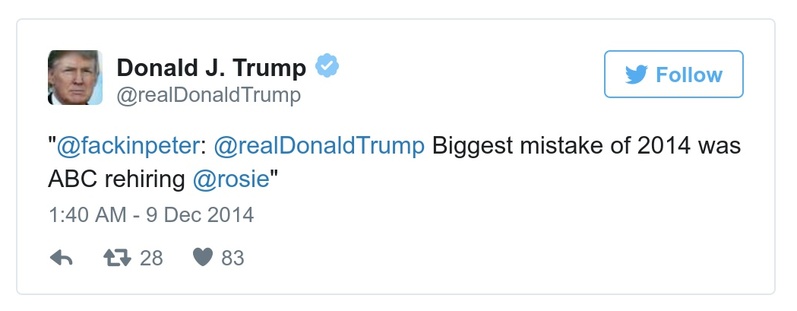 Donald J. Trump
@realDonaldTrump
Follow
"@fackinpeter: @realDonaldTrump Biggest mistake of 2014 was
ABC rehiring @rosie"
1:40 AM - 9 Dec 2014
28 83